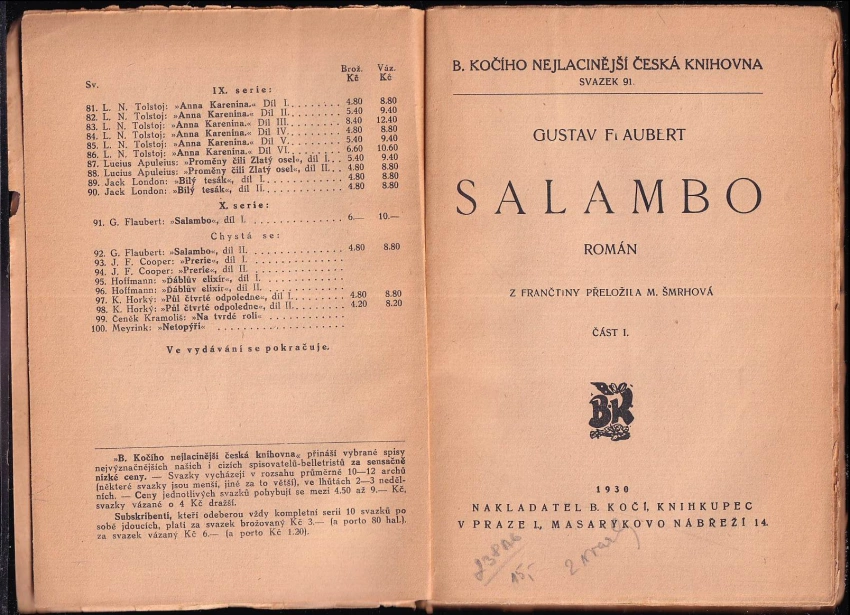 Brož. Váz.
Sv. Kč Kč
IX. serie:
81. L. N. Tolstoj: »Anna Karenina.« Díl I. 4.80 8.80
82. L. N. Tolstoj: »Anna Karenina.« Díl II. 5.40 9.40
83. L. N. Tolstoj: »Anna Karenina.« Díl III. 8.40 12.40
84. L. N. Tolstoj: »Anna Karenina.« Díl IV. 4.80 8.80
85. L. N. Tolstoj: »Anna Karenina.« Díl V. 5.40 9.40
86. L. N. Tolstoj: »Anna Karenina.« Díl VI. 6.60 10.60
87. Lucius Apuleius: »Proměny čili Zlatý osel«, díl I. 5.40 9.40
88. Lucius Apuleius: »Proměny čili Zlatý osel«, díl II. 4.80 8.80
89. Jack London: »Bílý tesák«, díl I. 4.80 8.80
90. Jack London: »Bílý tesák«, díl II. 4.80 8.80
X. serie:
91. G. Flaubert: »Salambo«, díl I. 6.— 10.—
Chystá se:
92. G. Flaubert: »Salambo«, díl II. 4.80 8.80
93. J. F. Cooper: »Prerie«, díl I.
94. J. F. Cooper: »Prerie«, díl II.
95. Hoffmann: »Ďáblův elixír«, díl I.
96. Hoffmann: »Ďáblův elixír«, díl II.
97. K. Horký: »Půl čtvrté odpoledne«, díl I. 4.80 8.80
98. K. Horký: »Půl čtvrté odpoledne«, díl II. 4.20 8.20
99. Čeněk Kramoliš: »Na tvrdé roli«
100. Meyrink: »Netopýři«
Ve vydávání se pokračuje.
»B. Kočího nejlacinější česká knihovna« přináší vybrané spisy
nejvýznačnějších našich i cizích spisovatelů-belletristů za sensačně
nízké ceny. — Svazky vycházejí v rozsahu průměrně 10—12 archů
(některé svazky jsou menší, jiné za to větší), ve lhůtách 2—3 neděl-
ních. — Ceny jednotlivých svazků pohybují se mezi 4.50 až 9.— Kč,
svazky vázané o 4 Kč dražší.
Subskribenti, kteří odeberou vždy kompletní serii 10 svazků po
sobě jdoucích, platí za svazek brožovaný Kč 3.— (a porto 80 hal.).
za svazek vázaný Kč 6.— (a porto Kč 1.20).
B. KOČÍHO NEJLACINĚJŠÍ ČESKÁ KNIHOVNA
SVAZEK 91.
GUSTAV FLAUBERT
SALAMBO
ROMÁN
Z FRANČTINY PŘELOŽILA M. ŠMRHOVÁ
ČÁST I.
B.K.
1930
NAKLADATEL B. KOČÍ, KNIHKUPEC
V PRAZE I., MASARYKOVO NÁBŘEŽÍ 14.
15,-